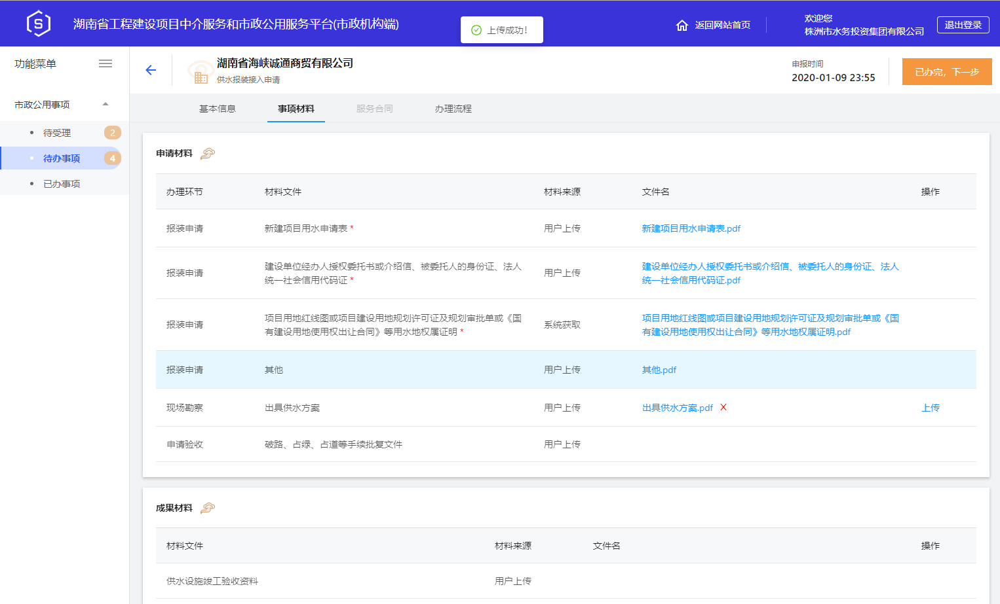 湖南省工程建设项目中介服务和市政公用服务平台(市政机构端)
上传成功!
返回网站首页
欢迎您
株洲市水务投资集团有限公司
退出登录
功能菜单
市政公用事项
待受理 2
待办事项 4
已办事项
湖南省海峡诚通商贸有限公司
供水报装接入申请
申报时间
2020-01-09 23:55
已办完，下一步
基本信息 事项材料 服务合同 办理流程
申请材料
办理环节 材料文件 材料来源 文件名 操作
报装申请 新建项目用水申请表 * 用户上传 新建项目用水申请表.pdf
报装申请
建设单位经办人授权委托书或介绍信、被委托人的身份证、法人
统一社会信用代码证 *
用户上传
建设单位经办人授权委托书或介绍信、被委托人的身份证、法人
统一社会信用代码证.pdf
报装申请
项目用地红线图或项目建设用地规划许可证及规划审批单或《国
有建设用地使用权出让合同》等用水地权属证明 *
系统获取
项目用地红线图或项目建设用地规划许可证及规划审批单或《国
有建设用地使用权出让合同》等用水地权属证明.pdf
报装申请 其他 用户上传 其他.pdf
现场勘察 出具供水方案 用户上传 出具供水方案.pdf X 上传
申请验收 破路、占绿、占道等手续批复文件 用户上传
成果材料
材料文件 材料来源 文件名 操作
供水设施竣工验收资料 用户上传